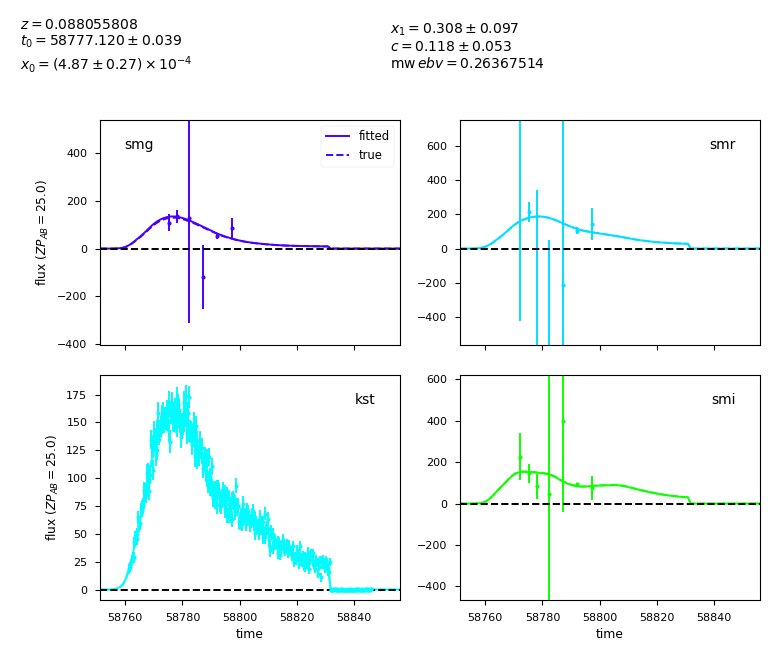 z = 0.088055808
t₀ = 58777.120 ± 0.039
x₀ = (4.87 ± 0.27) × 10⁻⁴
x₁ = 0.308 ± 0.097
c = 0.118 ± 0.053
mw ebv = 0.26367514
smg
fitted
true
400
200
0
−200
−400
flux (ZP_AB = 25.0)
smr
600
400
200
0
−200
−400
kst
175
150
125
100
75
50
25
0
flux (ZP_AB = 25.0)
58760 58780 58800 58820 58840
time
smi
600
400
200
0
−200
−400
58760 58780 58800 58820 58840
time